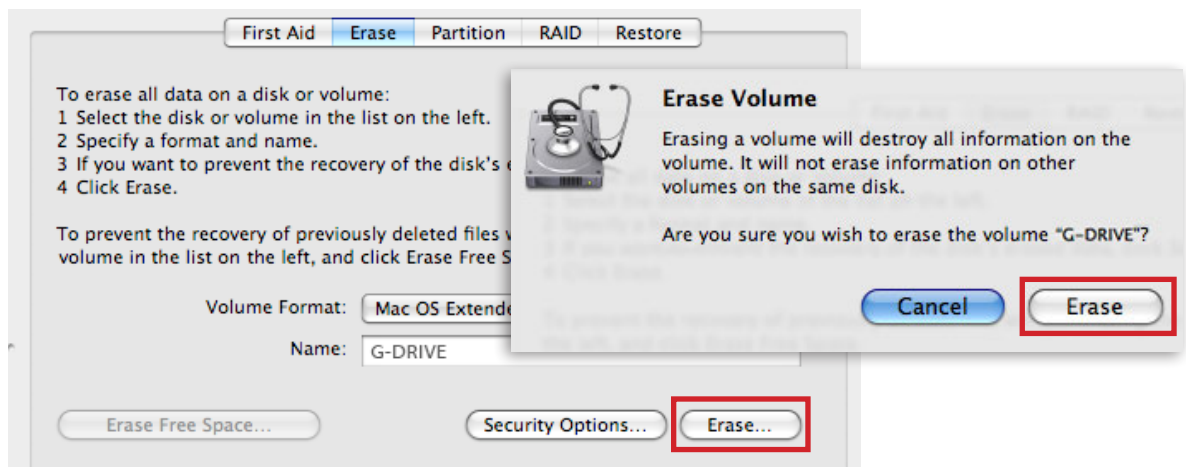 First Aid Erase Partition RAID Restore
To erase all data on a disk or volume:
1 Select the disk or volume in the list on the left.
2 Specify a format and name.
3 If you want to prevent the recovery of the disk's
4 Click Erase.
To prevent the recovery of previously deleted files
volume in the list on the left, and click Erase Free
Volume Format: Mac OS Extende
Name: G-DRIVE
Erase Free Space... Security Options... Erase...
Erase Volume
Erasing a volume will destroy all information on the
volume. It will not erase information on other
volumes on the same disk.
Are you sure you wish to erase the volume "G-DRIVE"?
Cancel Erase